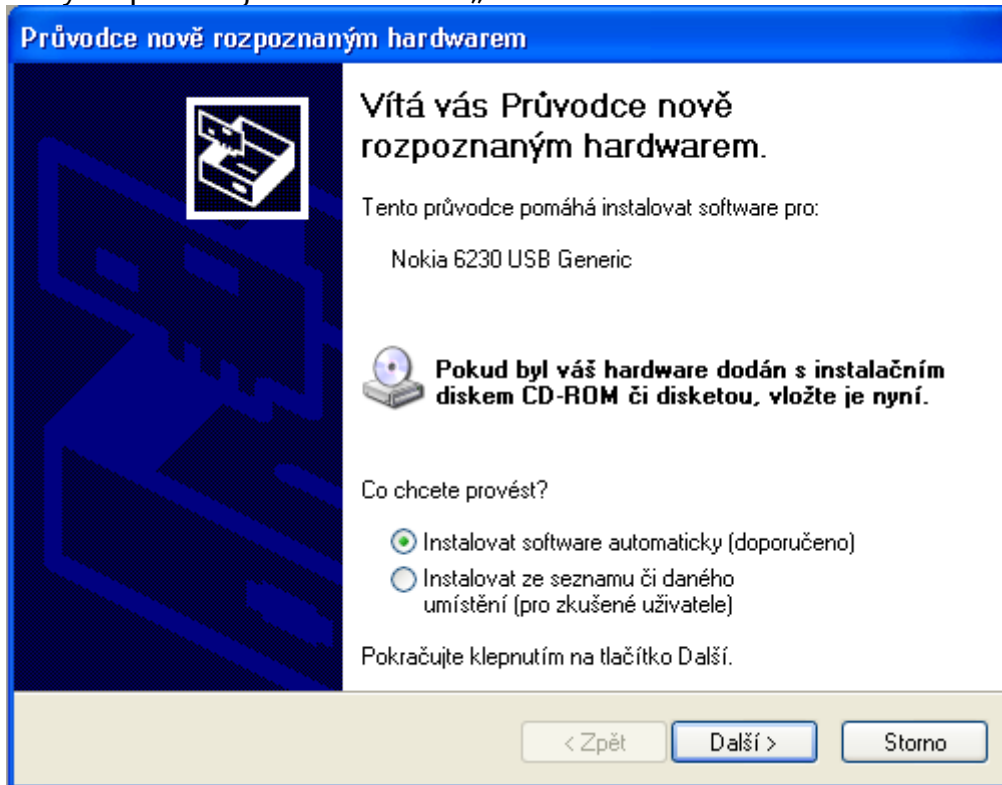 Průvodce nově rozpoznaným hardwarem
Vítá vás Průvodce nově
rozpoznaným hardwarem.
Tento průvodce pomáhá instalovat software pro:
Nokia 6230 USB Generic
Pokud byl váš hardware dodán s instalačním
diskem CD-ROM či disketou, vložte je nyní.
Co chcete provést?
Instalovat software automaticky (doporučeno)
Instalovat ze seznamu či daného
umístění (pro zkušené uživatele)
Pokračujte klepnutím na tlačítko Další.
< Zpět
Další >
Storno